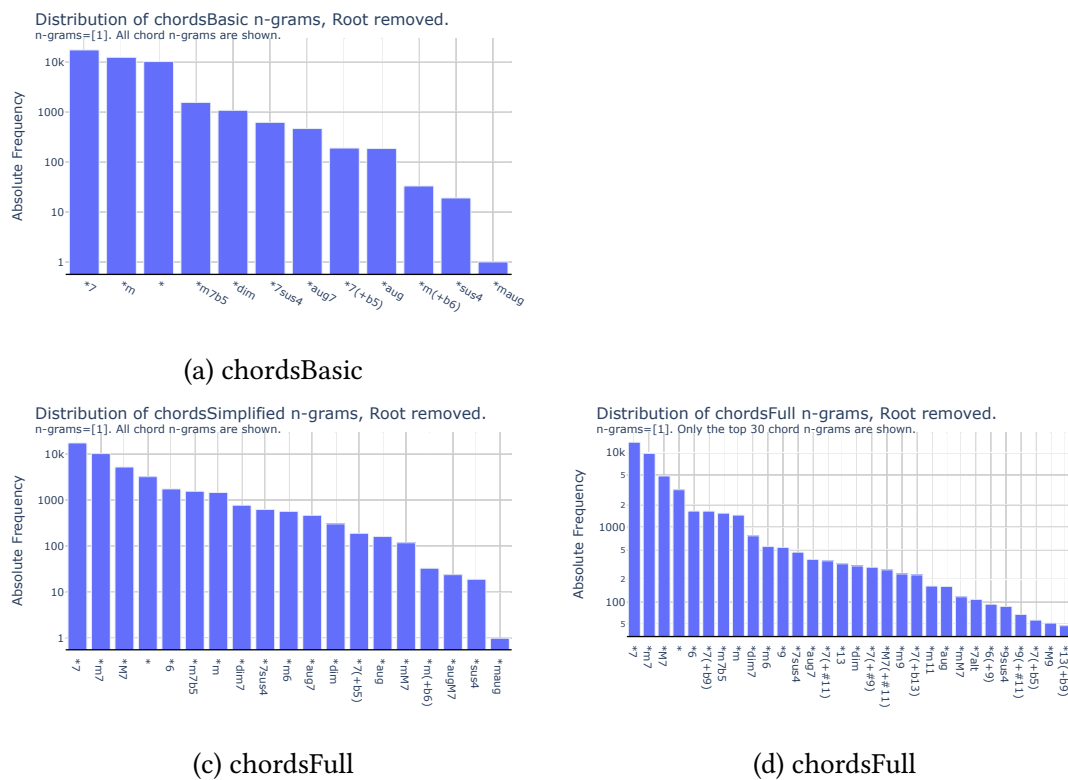 Distribution of chordsBasic n-grams, Root removed.
n-grams=[1]. All chord n-grams are shown.
Absolute Frequency
10k
1000
100
10
1
*7
*m
*
*m7b5
*dim
*7sus4
*aug7
*7(+b5)
*aug
*m(+b6)
*sus4
*maug
(a) chordsBasic
Distribution of chordsSimplified n-grams, Root removed.
n-grams=[1]. All chord n-grams are shown.
Absolute Frequency
10k
1000
100
10
1
*7
*m7
*M7
*
*6
*m7b5
*m
*dim7
*7sus4
*m6
*aug7
*dim
*7(+b5)
*aug
*mM7
*m(+b6)
*augM7
*sus4
*maug
(c) chordsFull
Distribution of chordsFull n-grams, Root removed.
n-grams=[1]. Only the top 30 chord n-grams are shown.
Absolute Frequency
10k
5
2
1000
5
2
100
5
*7
*m7
*M7
*
*6
*7(+b9)
*m7b5
*m
*dim7
*m6
*9
*7sus4
*aug7
*7(+#11)
*13
*dim
*7(+#9)
*M7(+#11)
*m9
*7(+b13)
*m11
*aug
*mM7
*7alt
*6(+9)
*9sus4
*9(+#11)
*7(+b5)
*M9
*13(+b9)
(d) chordsFull